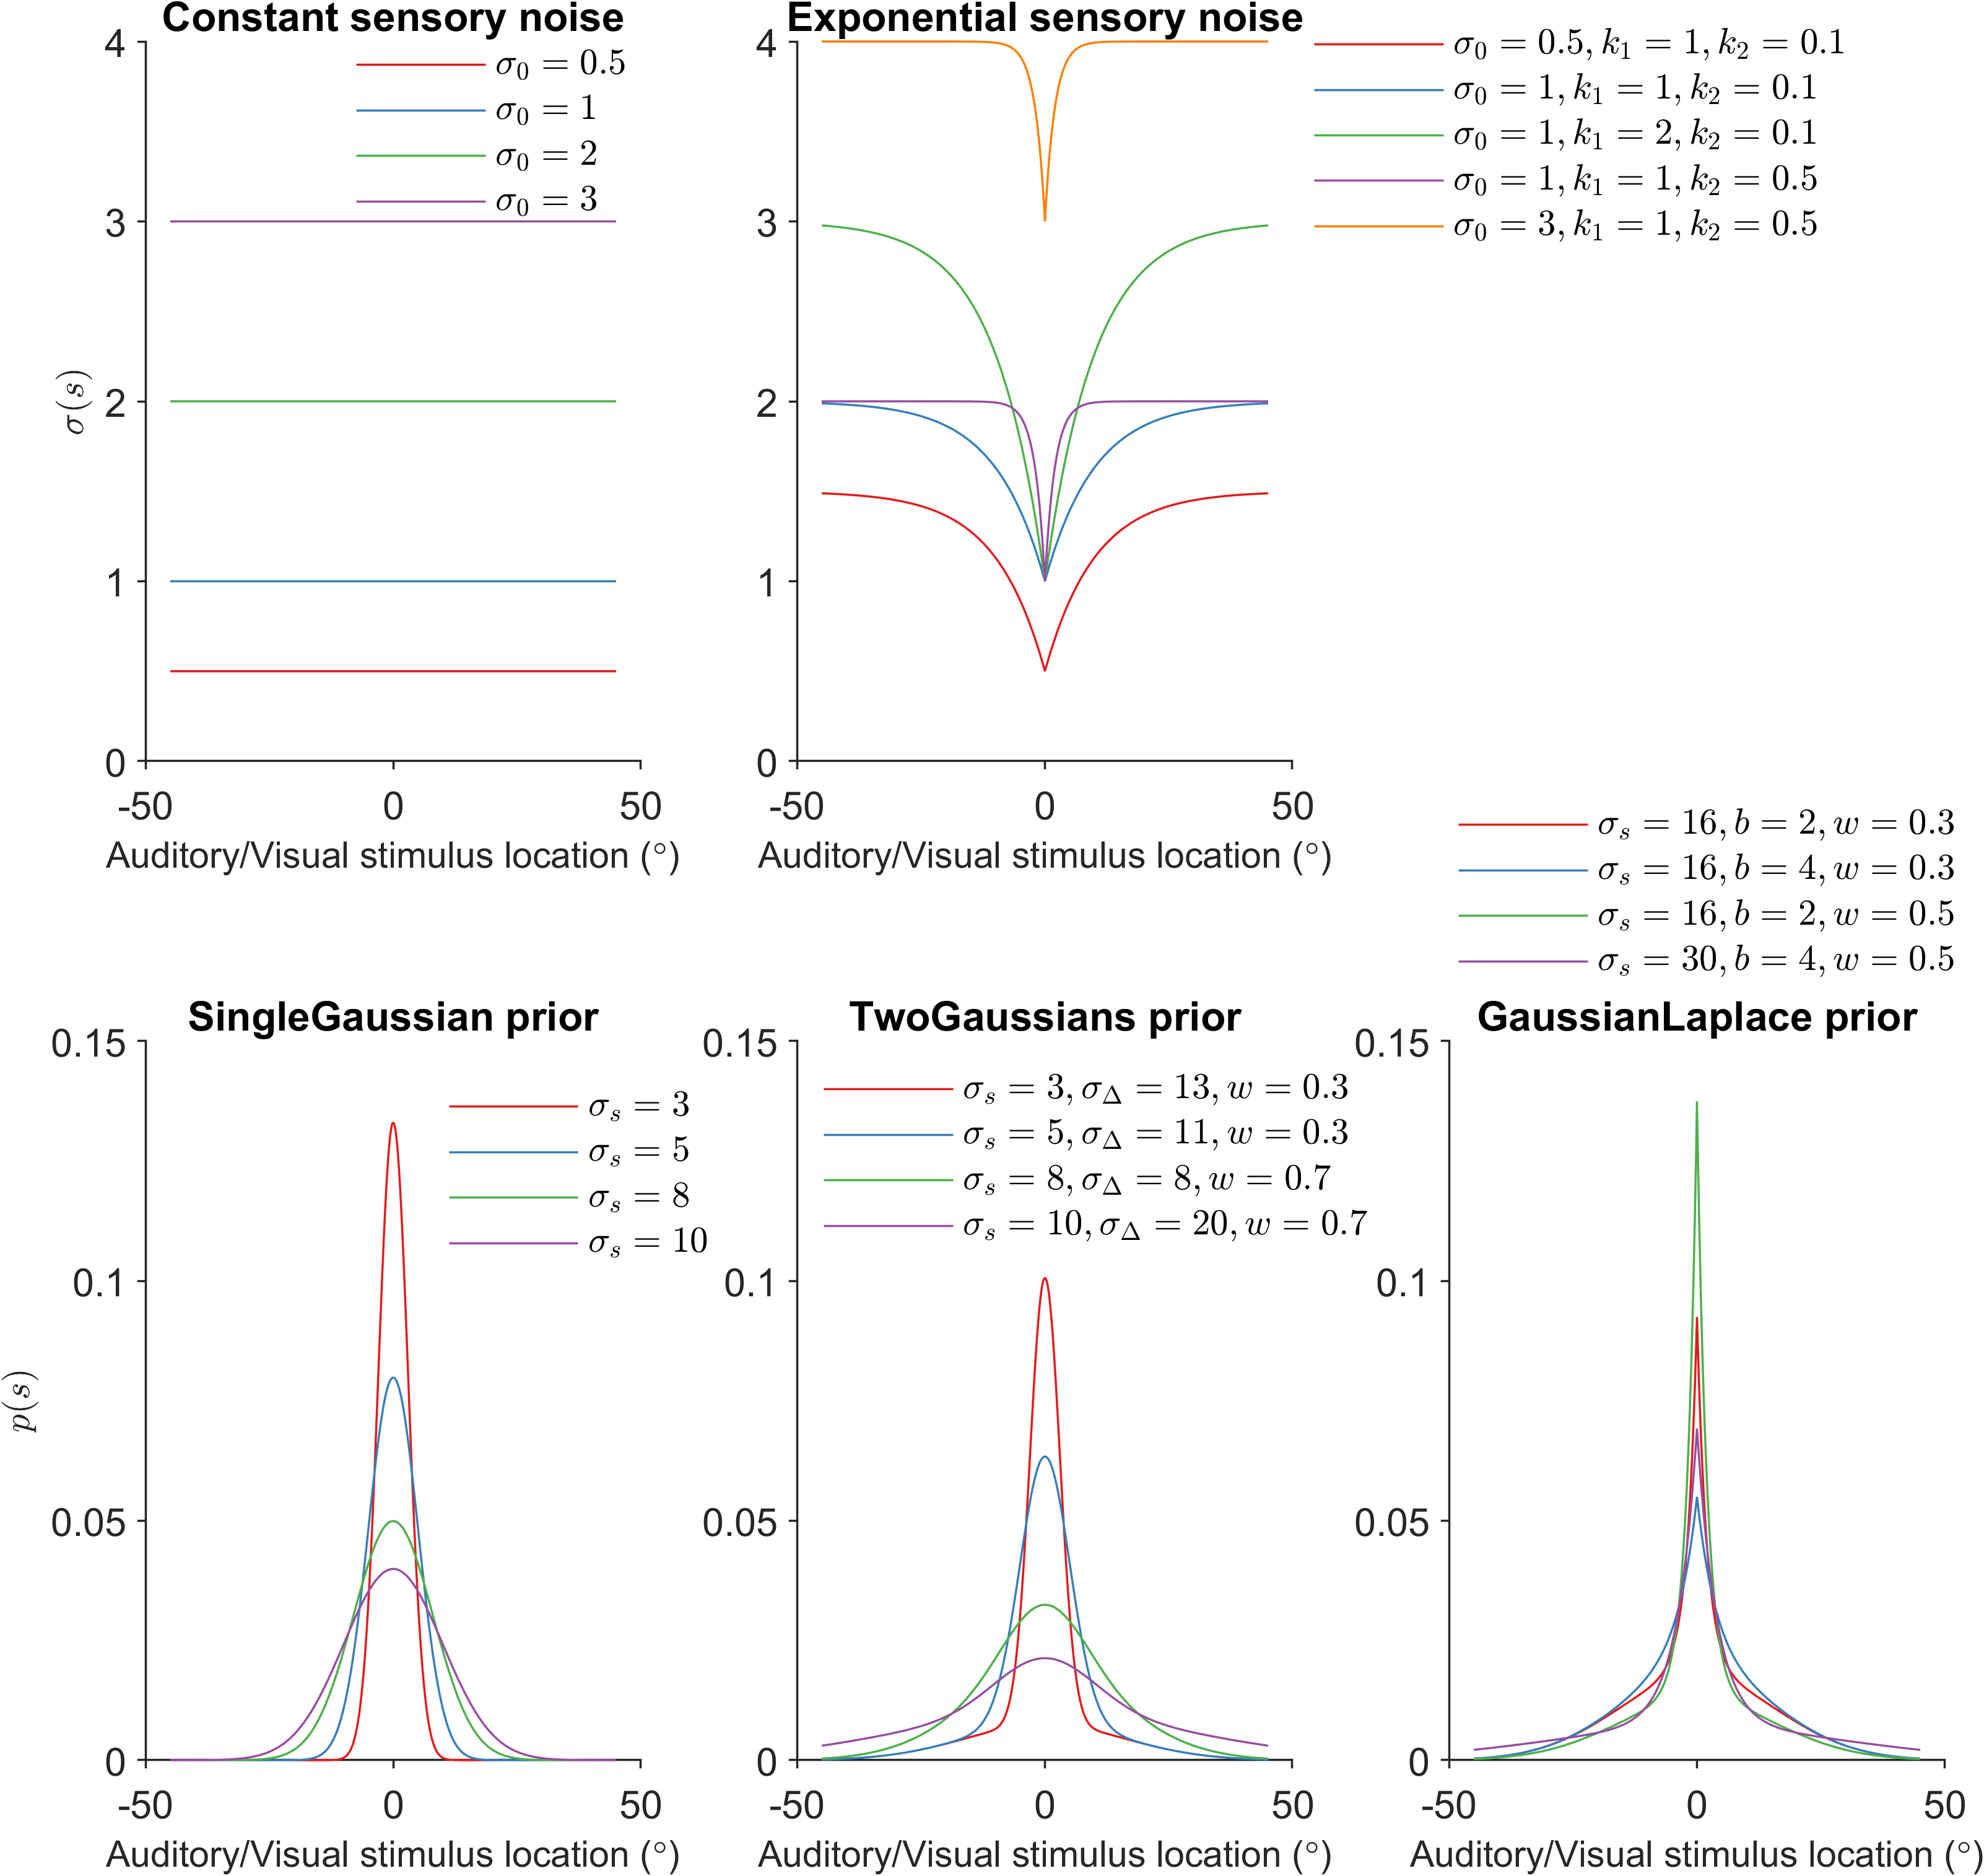 Constant sensory noise
4
3
2
1
0
σ(s)
σ₀ = 0.5
σ₀ = 1
σ₀ = 2
σ₀ = 3
-50 0 50
Auditory/Visual stimulus location (°)
Exponential sensory noise
4
3
2
1
0
σ₀ = 0.5, k₁ = 1, k₂ = 0.1
σ₀ = 1, k₁ = 1, k₂ = 0.1
σ₀ = 1, k₁ = 2, k₂ = 0.1
σ₀ = 1, k₁ = 1, k₂ = 0.5
σ₀ = 3, k₁ = 1, k₂ = 0.5
-50 0 50
Auditory/Visual stimulus location (°)
SingleGaussian prior
0.15
0.1
0.05
0
p(s)
σₛ = 3
σₛ = 5
σₛ = 8
σₛ = 10
-50 0 50
Auditory/Visual stimulus location (°)
TwoGaussians prior
0.15
0.1
0.05
0
σₛ = 3, σ_Δ = 13, w = 0.3
σₛ = 5, σ_Δ = 11, w = 0.3
σₛ = 8, σ_Δ = 8, w = 0.7
σₛ = 10, σ_Δ = 20, w = 0.7
-50 0 50
Auditory/Visual stimulus location (°)
σₛ = 16, b = 2, w = 0.3
σₛ = 16, b = 4, w = 0.3
σₛ = 16, b = 2, w = 0.5
σₛ = 30, b = 4, w = 0.5
GaussianLaplace prior
0.15
0.1
0.05
0
-50 0 50
Auditory/Visual stimulus location (°)